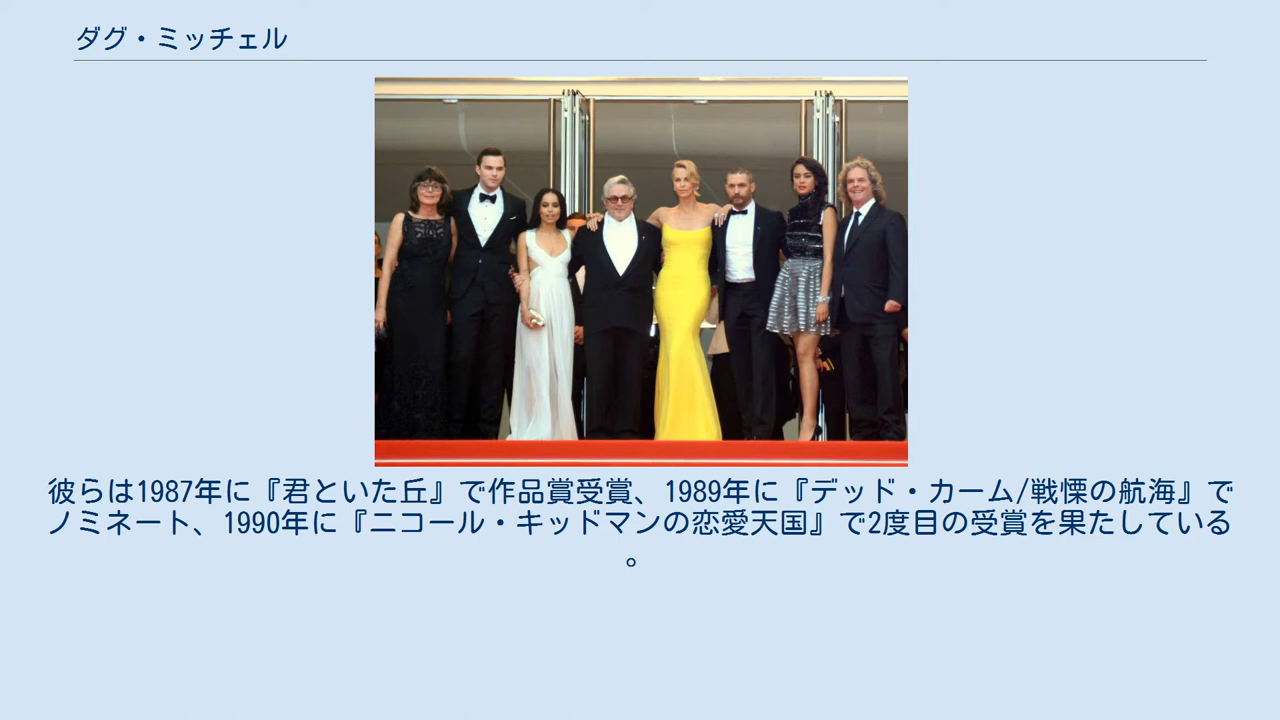 ダグ・ミッチェル
彼らは1987年に『君といた丘』で作品賞受賞、1989年に『デッド・カーム/戦慄の航海』で
ノミネート、1990年に『ニコール・キッドマンの恋愛天国』で2度目の受賞を果たしている
。